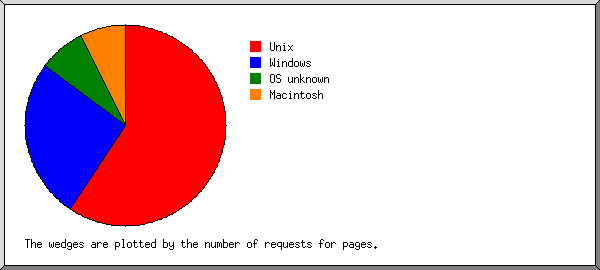 Unix
Windows
OS unknown
Macintosh
The wedges are plotted by the number of requests for pages.